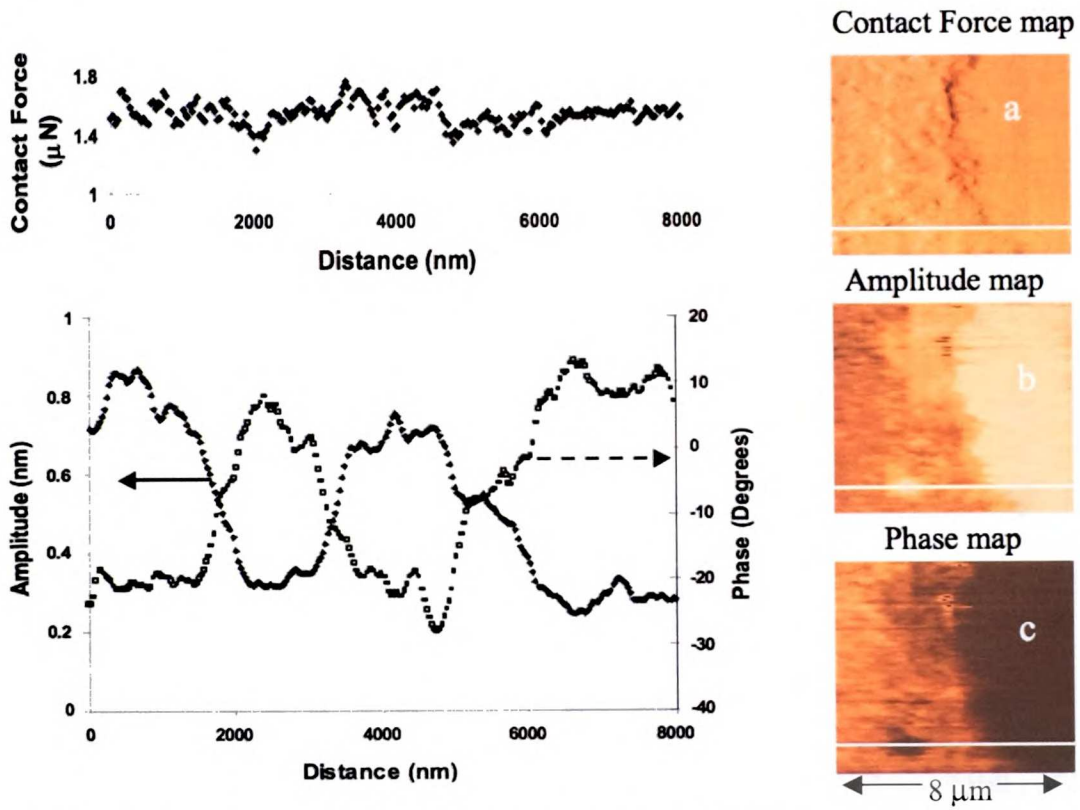 Contact Force
(μ N)
1.8
1.4
1
0
2000
4000
6000
8000
Distance (nm)
Amplitude (nm)
1
0.8
0.6
0.4
0.2
0
Phase (Degrees)
20
10
0
-10
-20
-30
-40
0
2000
4000
6000
8000
Distance (nm)
Contact Force map
a
Amplitude map
b
Phase map
c
8 μm